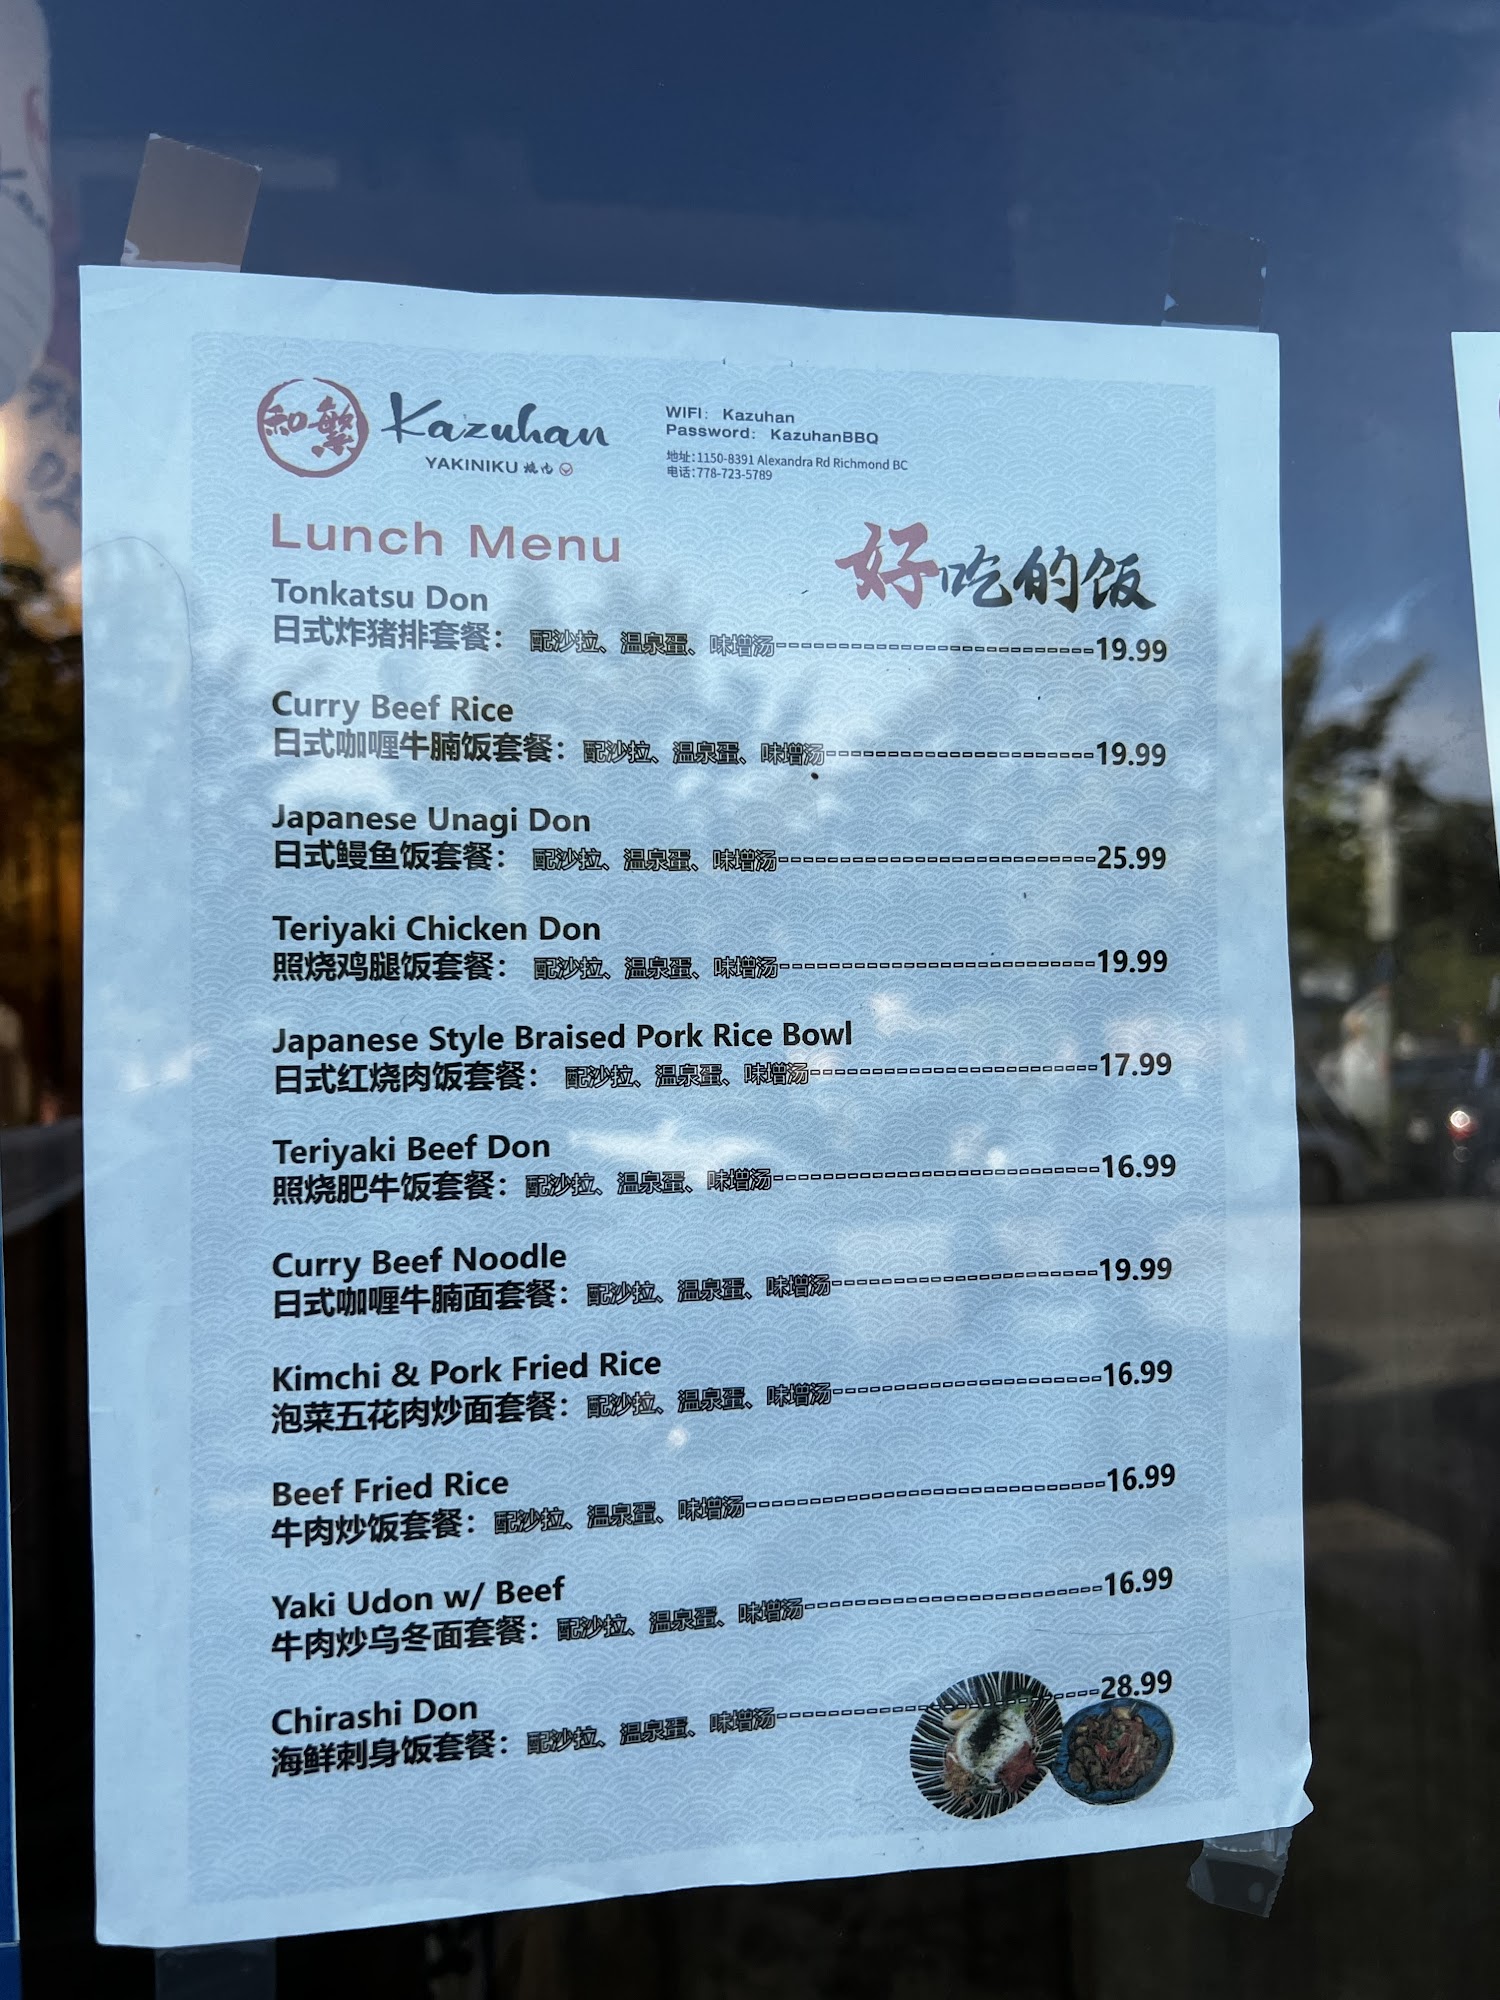 和繁
Kazuhan
YAKINIKU 燒肉
WIFI: Kazuhan
Password: KazuhanBBQ
地址:1150-8391 Alexandra Rd Richmond BC
电话:778-723-5789
Lunch Menu
好吃的饭
Tonkatsu Don
日式炸猪排套餐: 配沙拉、温泉蛋、味增汤--------------------------19.99
Curry Beef Rice
日式咖喱牛腩饭套餐: 配沙拉、温泉蛋、味增汤----------------------19.99
Japanese Unagi Don
日式鳗鱼饭套餐: 配沙拉、温泉蛋、味增汤--------------------------25.99
Teriyaki Chicken Don
照烧鸡腿饭套餐: 配沙拉、温泉蛋、味增汤--------------------------19.99
Japanese Style Braised Pork Rice Bowl
日式红烧肉饭套餐: 配沙拉、温泉蛋、味增汤------------------------17.99
Teriyaki Beef Don
照烧肥牛饭套餐: 配沙拉、温泉蛋、味增汤---------------------------16.99
Curry Beef Noodle
日式咖喱牛腩面套餐: 配沙拉、温泉蛋、味增汤----------------------19.99
Kimchi & Pork Fried Rice
泡菜五花肉炒面套餐: 配沙拉、温泉蛋、味增汤----------------------16.99
Beef Fried Rice
牛肉炒饭套餐: 配沙拉、温泉蛋、味增汤-----------------------------16.99
Yaki Udon w/ Beef
牛肉炒乌冬面套餐: 配沙拉、温泉蛋、味增汤------------------------16.99
Chirashi Don
海鲜刺身饭套餐: 配沙拉、温泉蛋、味增汤--------------------------28.99